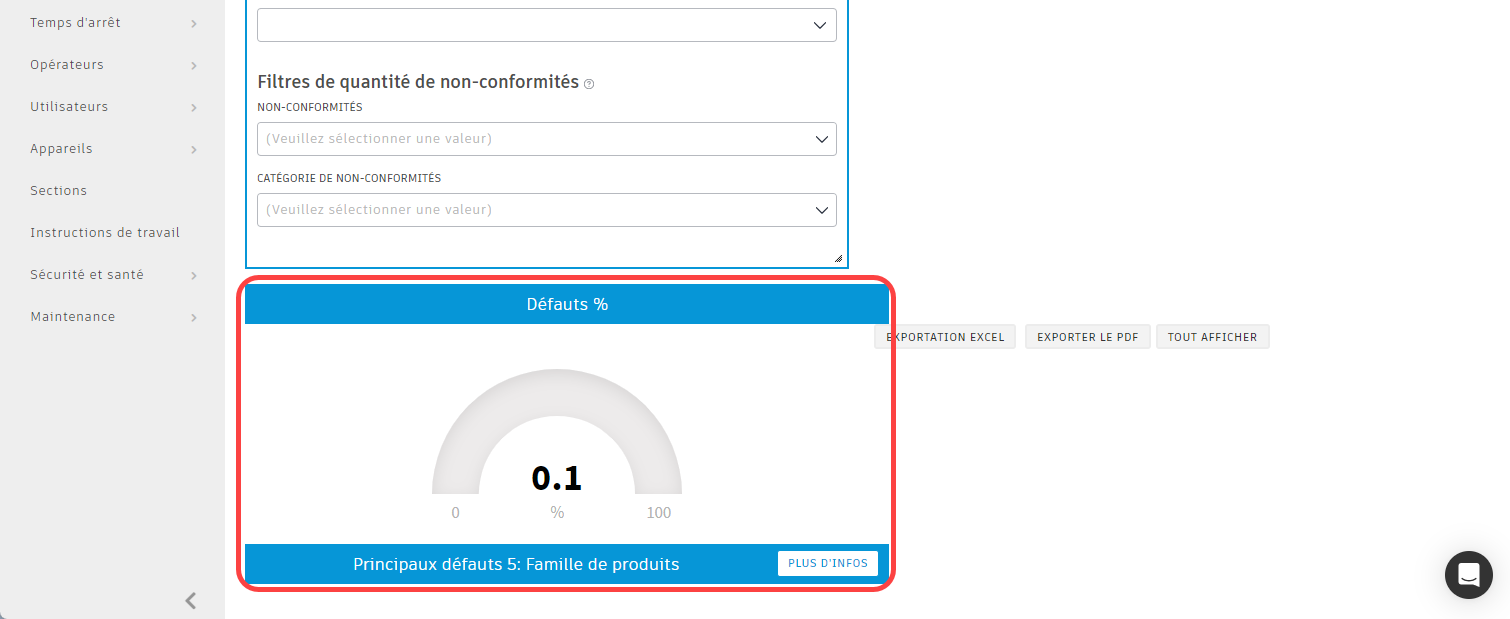 Temps d'arrêt
Opérateurs
Utilisateurs
Appareils
Sections
Instructions de travail
Sécurité et santé
Maintenance
Filtres de quantité de non-conformités
NON-CONFORMITÉS
(Veuillez sélectionner une valeur)
CATÉGORIE DE NON-CONFORMITÉS
(Veuillez sélectionner une valeur)
Défauts %
EXPORTATION EXCEL
EXPORTER LE PDF
TOUT AFFICHER
0.1
0
%
100
Principaux défauts 5: Famille de produits
PLUS D'INFOS